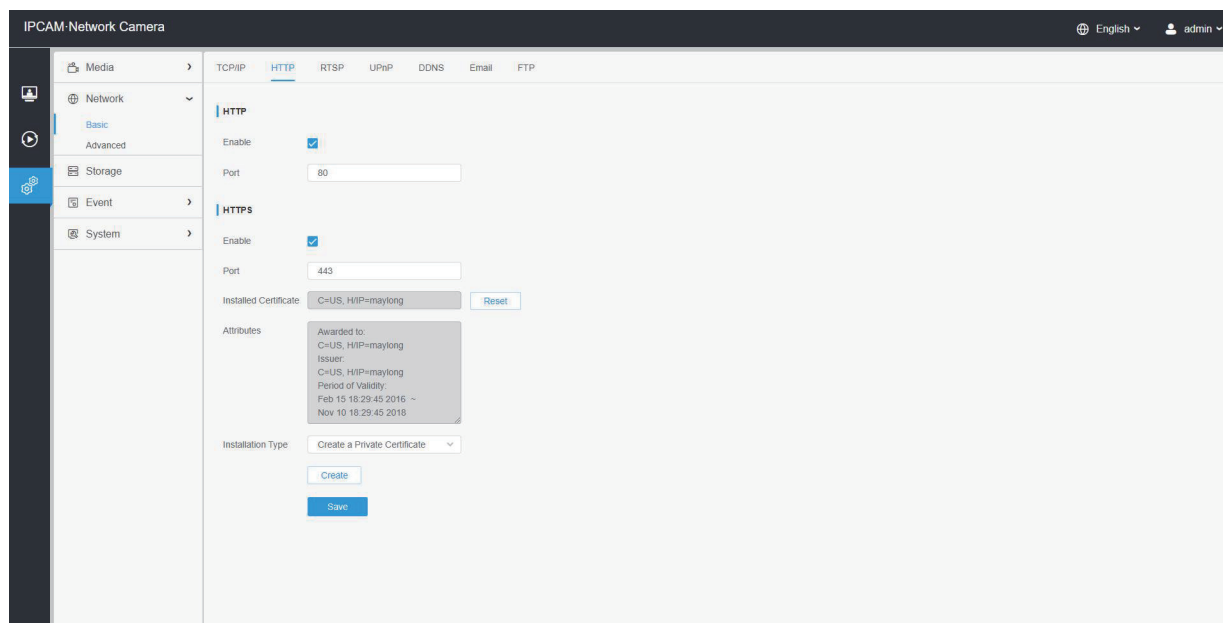 IPCAM·Network Camera
English
admin
Media
Network
Basic
Advanced
Storage
Event
System
TCP/IP HTTP RTSP UPnP DDNS Email FTP
HTTP
Enable
Port 80
HTTPS
Enable
Port 443
Installed Certificate C=US, H/IP=maylong Reset
Attributes
Awarded to:
C=US, H/IP=maylong
Issuer:
C=US, H/IP=maylong
Period of Validity:
Feb 15 18:29:45 2016 ~
Nov 10 18:29:45 2018
Installation Type Create a Private Certificate
Create
Save